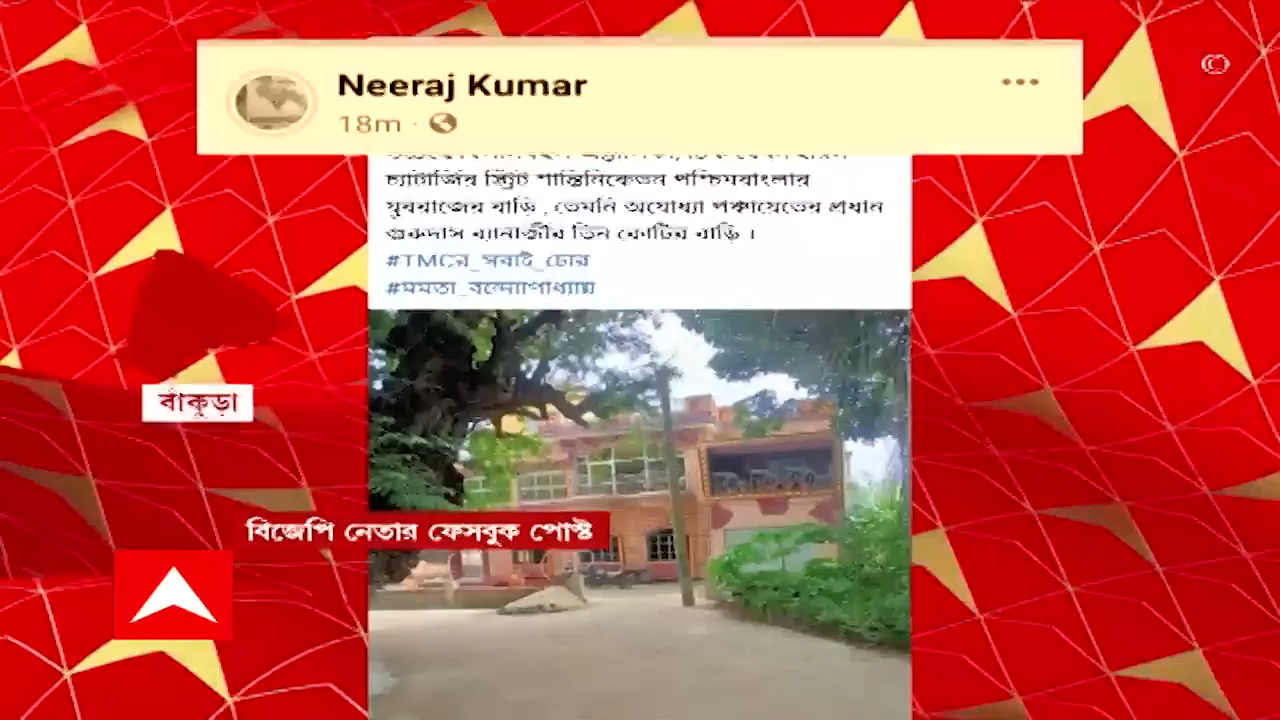 Neeraj Kumar
18m
চ্যাটার্জির স্ট্রিট শান্তিনিকেতন পশ্চিমবাংলার
যুবরাজের বাড়ি , তেমনি অযোধ্যা পঞ্চায়েতের প্রধান
গুরুদাস ব্যানার্জীর তিন কোটির বাড়ি ।
#TMCর_সবাই_চোর
#মমতা_বন্দ্যোপাধ্যায়
বাঁকুড়া
বিজেপি নেতার ফেসবুক পোস্ট